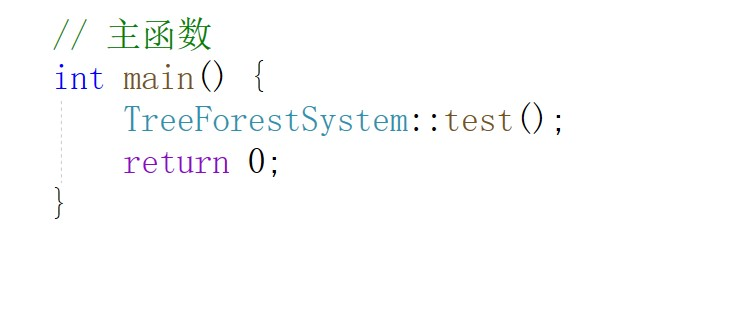 // 主函数
int main() {
    TreeForestSystem::test();
    return 0;
}